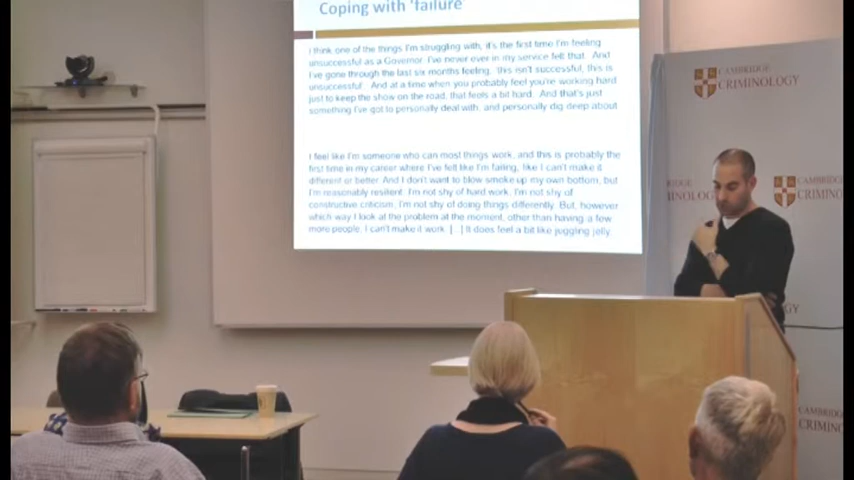 Coping with 'failure'
I think one of the things I'm struggling with, it's the first time I'm feeling
unsuccessful as a Governor. I've never ever in my service felt that. And
I've gone through the last six months feeling, 'this isn't successful, this is
unsuccessful'. And at a time when you probably feel you're working hard
just to keep the show on the road, that feels a bit hard. And that's just
something I've got to personally deal with, and personally dig deep about
I feel like I'm someone who can most things work, and this is probably the
first time in my career where I've felt like I'm failing, like I can't make it
different or better. And I don't want to blow smoke up my own bottom, but
I'm reasonably resilient. I'm not shy of hard work. I'm not shy of
constructive criticism, I'm not shy of doing things differently. But, however
which way I look at the problem at the moment, other than having a few
more people, I can't make it work. [...] It does feel a bit like juggling jelly.
CAMBRIDGE
CRIMINOLOGY
RIDGE
INOLOGY
CAMBRIDGE
CRIMINO
GY
CAMBRIDG
CRIMIN